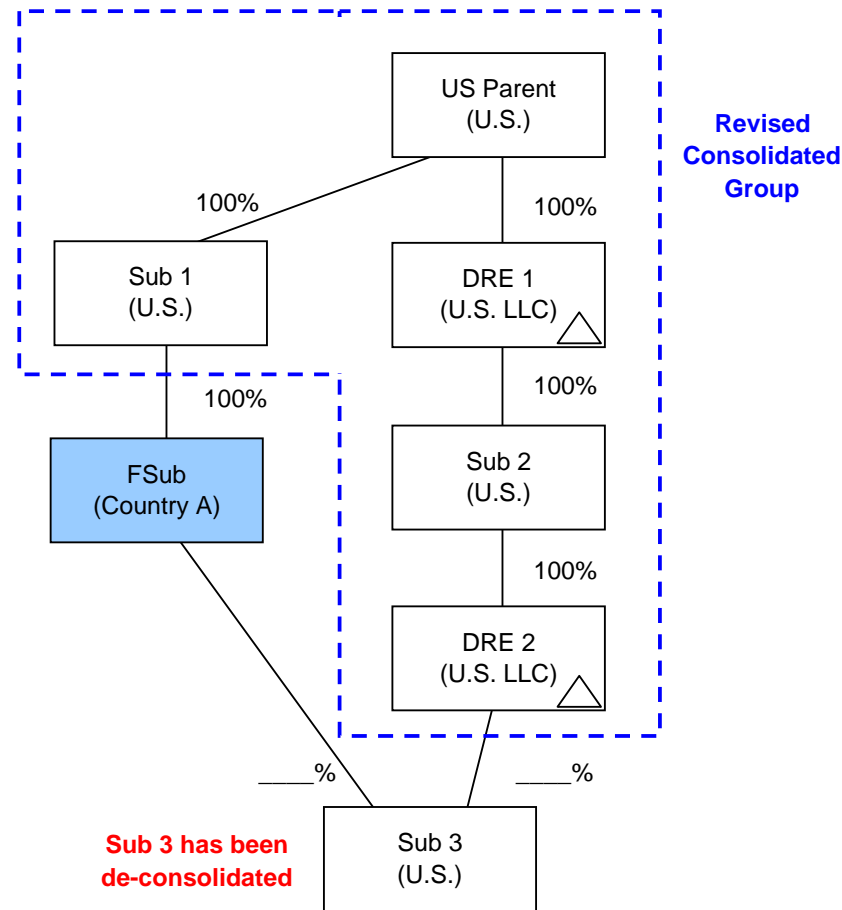 US Parent
(U.S.)
Revised
Consolidated
Group
100%
100%
Sub 1
(U.S.)
DRE 1
(U.S. LLC)
100%
100%
FSub
(Country A)
Sub 2
(U.S.)
100%
DRE 2
(U.S. LLC)
____%
____%
Sub 3 has been
de-consolidated
Sub 3
(U.S.)